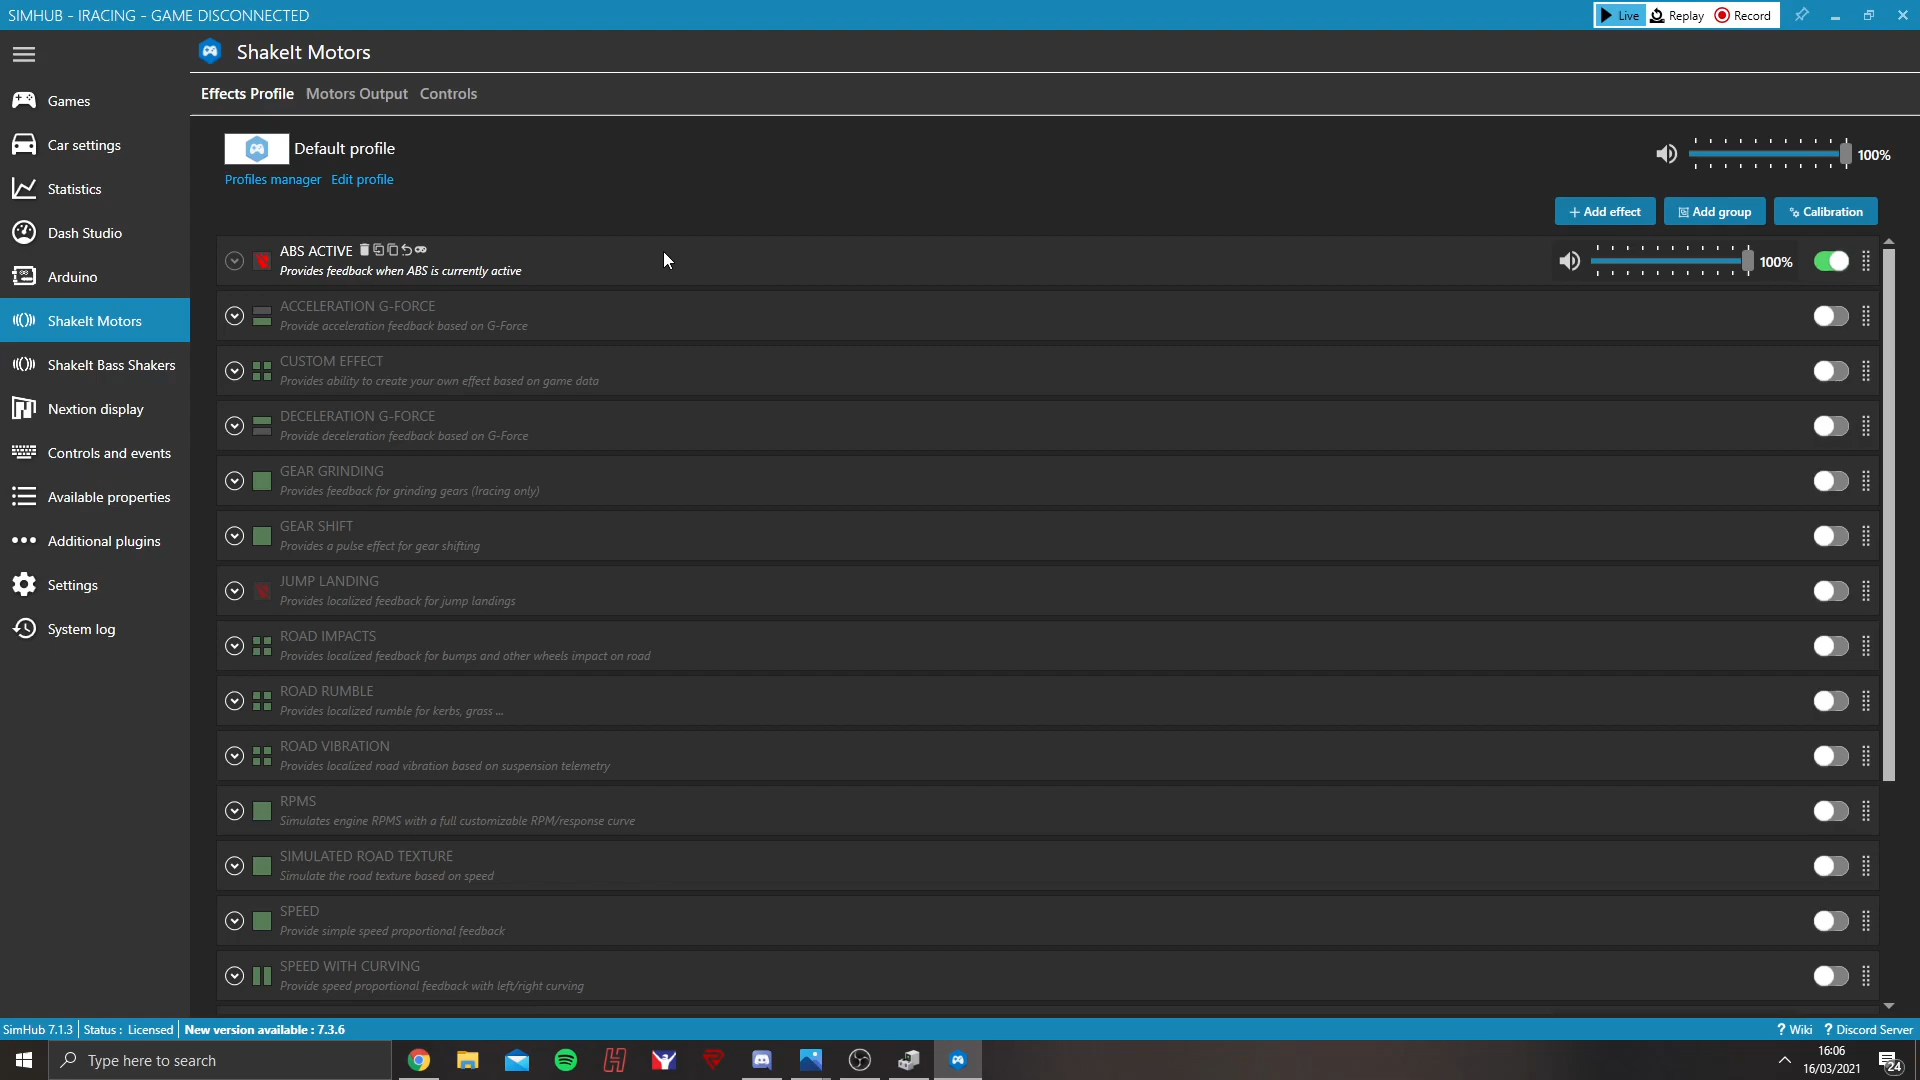 SIMHUB - IRACING - GAME DISCONNECTED
Live
Replay
Record
ShakeIt Motors
Effects Profile
Motors Output
Controls
Games
Car settings
Statistics
Dash Studio
Arduino
ShakeIt Motors
ShakeIt Bass Shakers
Nextion display
Controls and events
Available properties
Additional plugins
Settings
System log
Default profile
Profiles manager
Edit profile
100%
+ Add effect
Add group
Calibration
ABS ACTIVE
Provides feedback when ABS is currently active
100%
ACCELERATION G-FORCE
Provide acceleration feedback based on G-Force
CUSTOM EFFECT
Provides ability to create your own effect based on game data
DECELERATION G-FORCE
Provide deceleration feedback based on G-Force
GEAR GRINDING
Provides feedback for grinding gears (Iracing only)
GEAR SHIFT
Provides a pulse effect for gear shifting
JUMP LANDING
Provides localized feedback for jump landings
ROAD IMPACTS
Provides localized feedback for bumps and other wheels impact on road
ROAD RUMBLE
Provides localized rumble for kerbs, grass ...
ROAD VIBRATION
Provides localized road vibration based on suspension telemetry
RPMS
Simulates engine RPMS with a full customizable RPM/response curve
SIMULATED ROAD TEXTURE
Simulate the road texture based on speed
SPEED
Provide simple speed proportional feedback
SPEED WITH CURVING
Provide speed proportional feedback with left/right curving
SimHub 7.1.3
Status : Licensed
New version available : 7.3.6
? Wiki
? Discord Server
Type here to search
16:06
16/03/2021
24